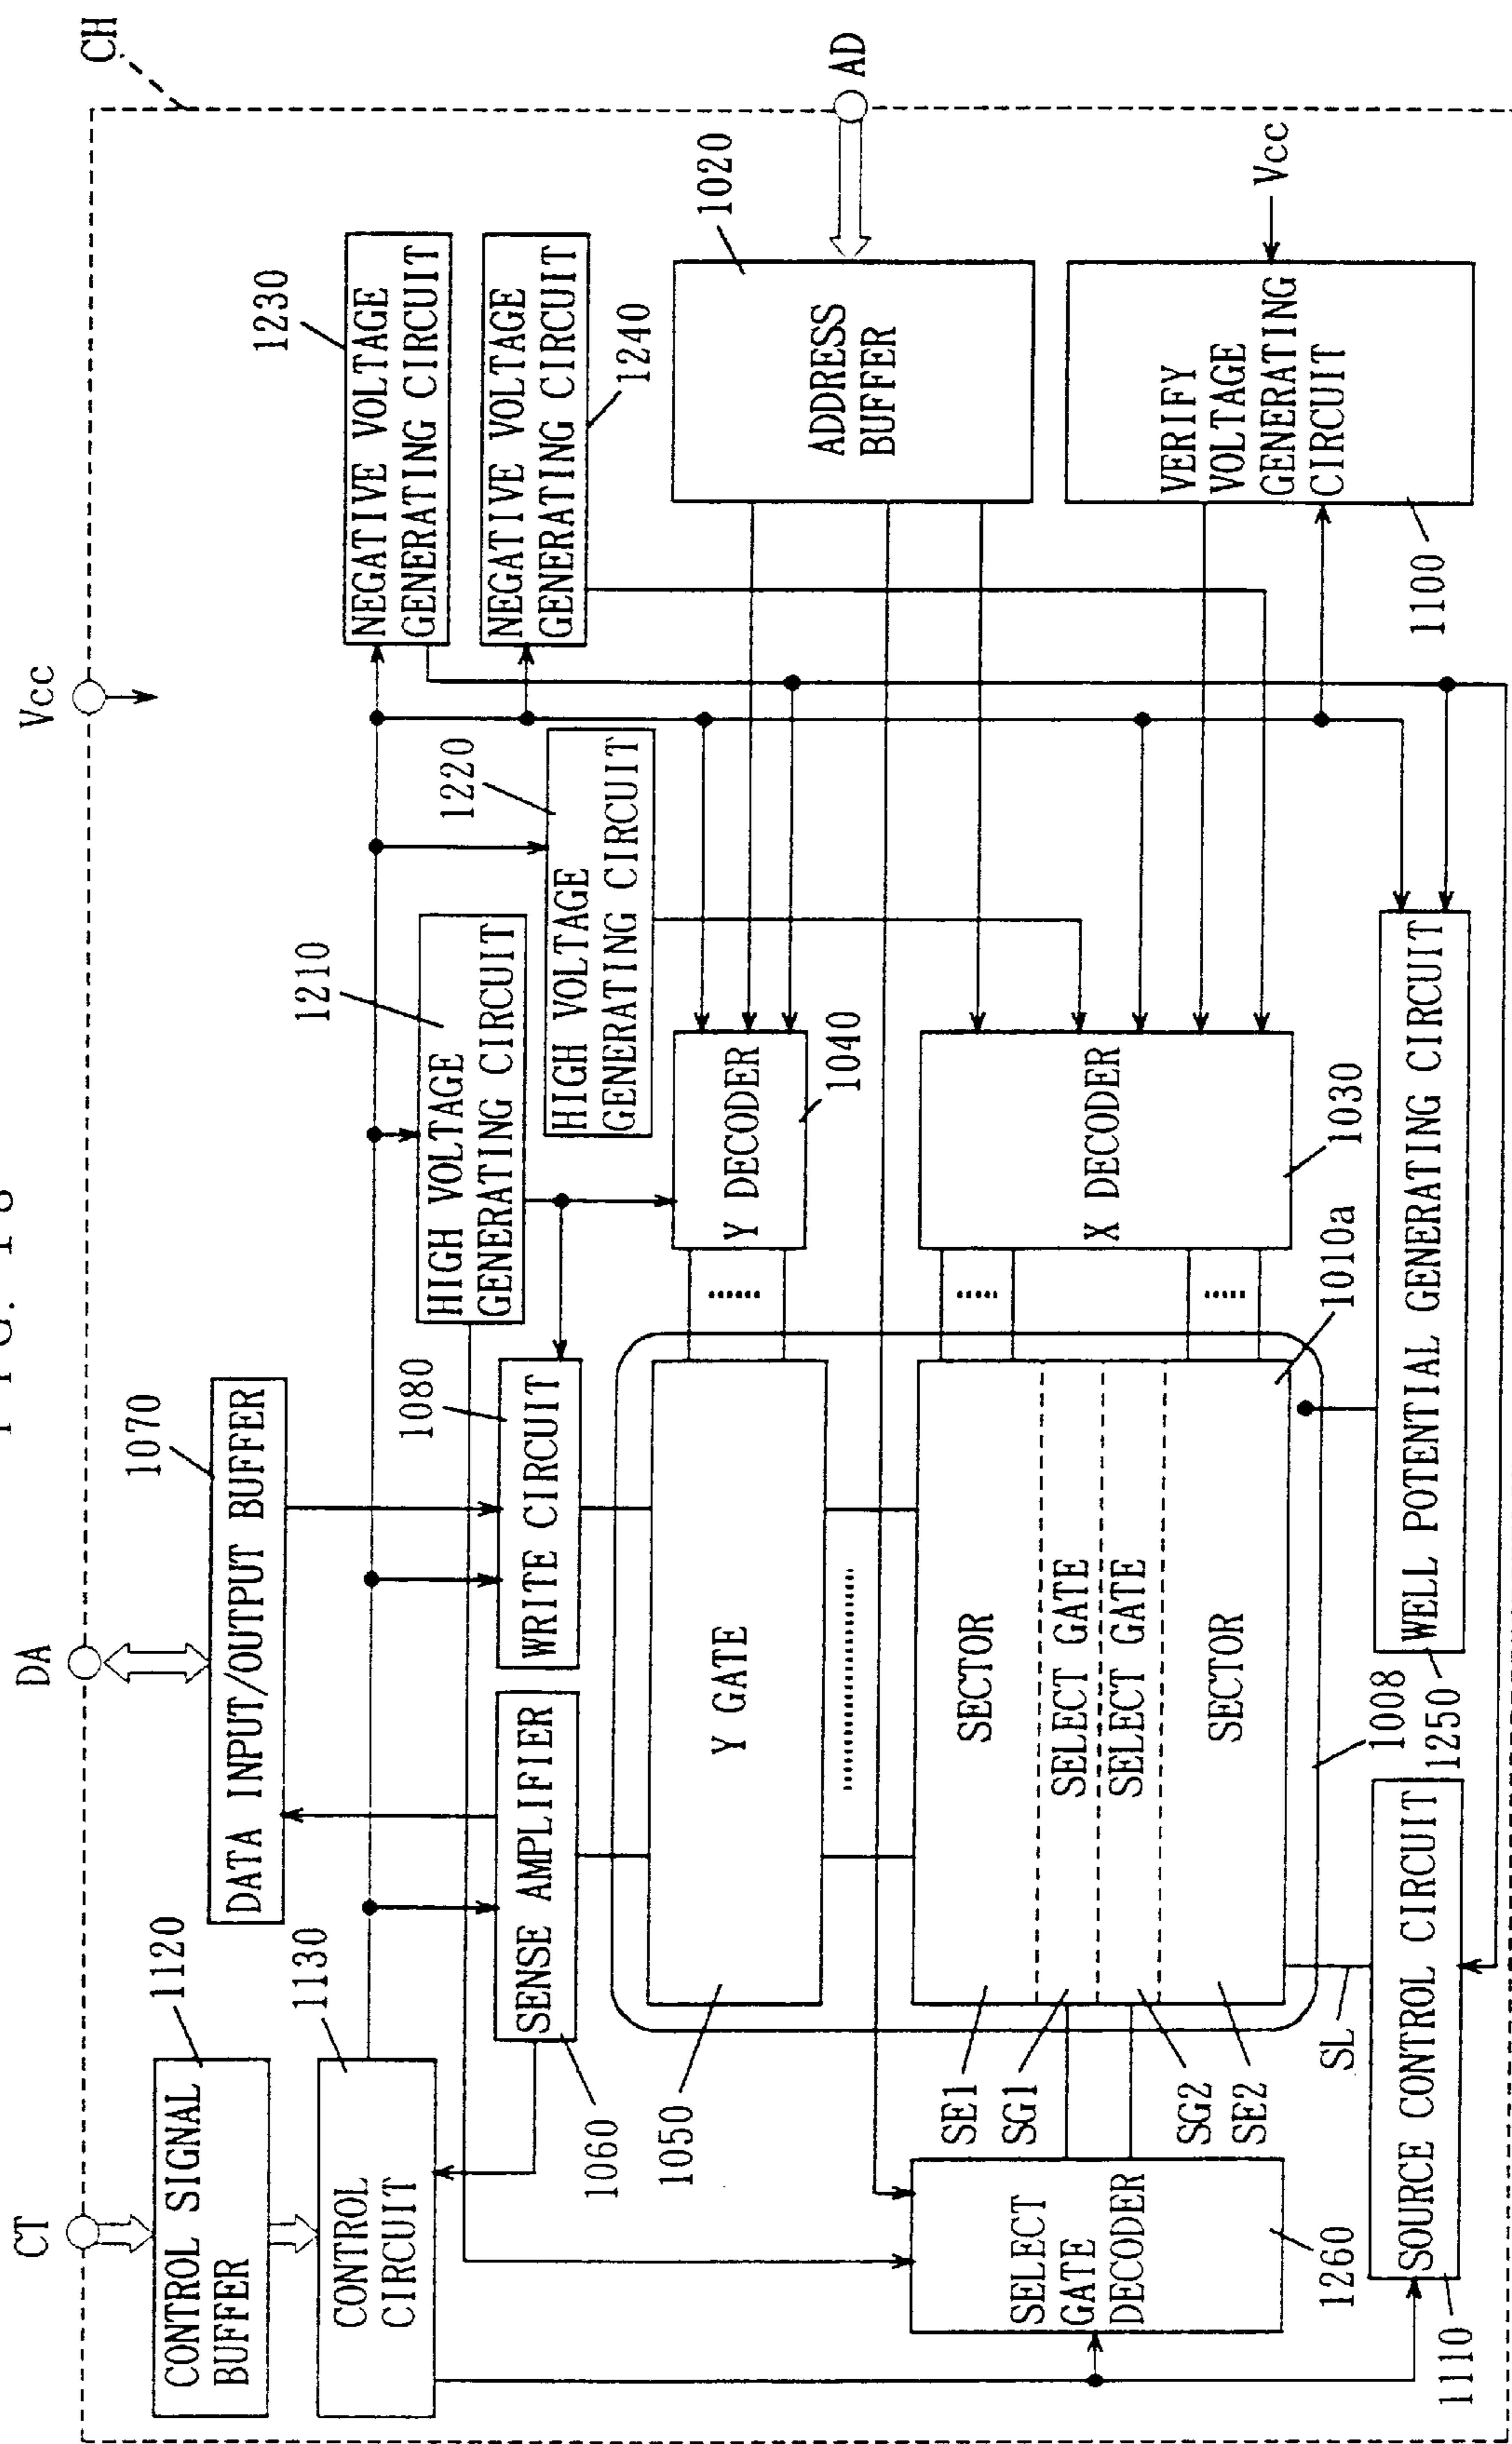 CT
DA
Vcc
CH
CONTROL SIGNAL
BUFFER
1120
CONTROL
CIRCUIT
1130
DATA INPUT/OUTPUT BUFFER
1070
SENSE AMPLIFIER
1060
WRITE CIRCUIT
1080
HIGH VOLTAGE
GENERATING CIRCUIT
1210
HIGH VOLTAGE
GENERATING CIRCUIT
1220
NEGATIVE VOLTAGE
GENERATING CIRCUIT
1230
NEGATIVE VOLTAGE
GENERATING CIRCUIT
1240
Y GATE
1050
Y DECODER
1040
ADDRESS
BUFFER
1020
AD
SELECT
GATE
DECODER
1260
SE1
SG1
SG2
SE2
SECTOR
SELECT GATE
SELECT GATE
SECTOR
1010a
X DECODER
1030
VERIFY
VOLTAGE
GENERATING
CIRCUIT
1100
Vcc
SL
1008
SOURCE CONTROL CIRCUIT
1110
WELL POTENTIAL GENERATING CIRCUIT
1250